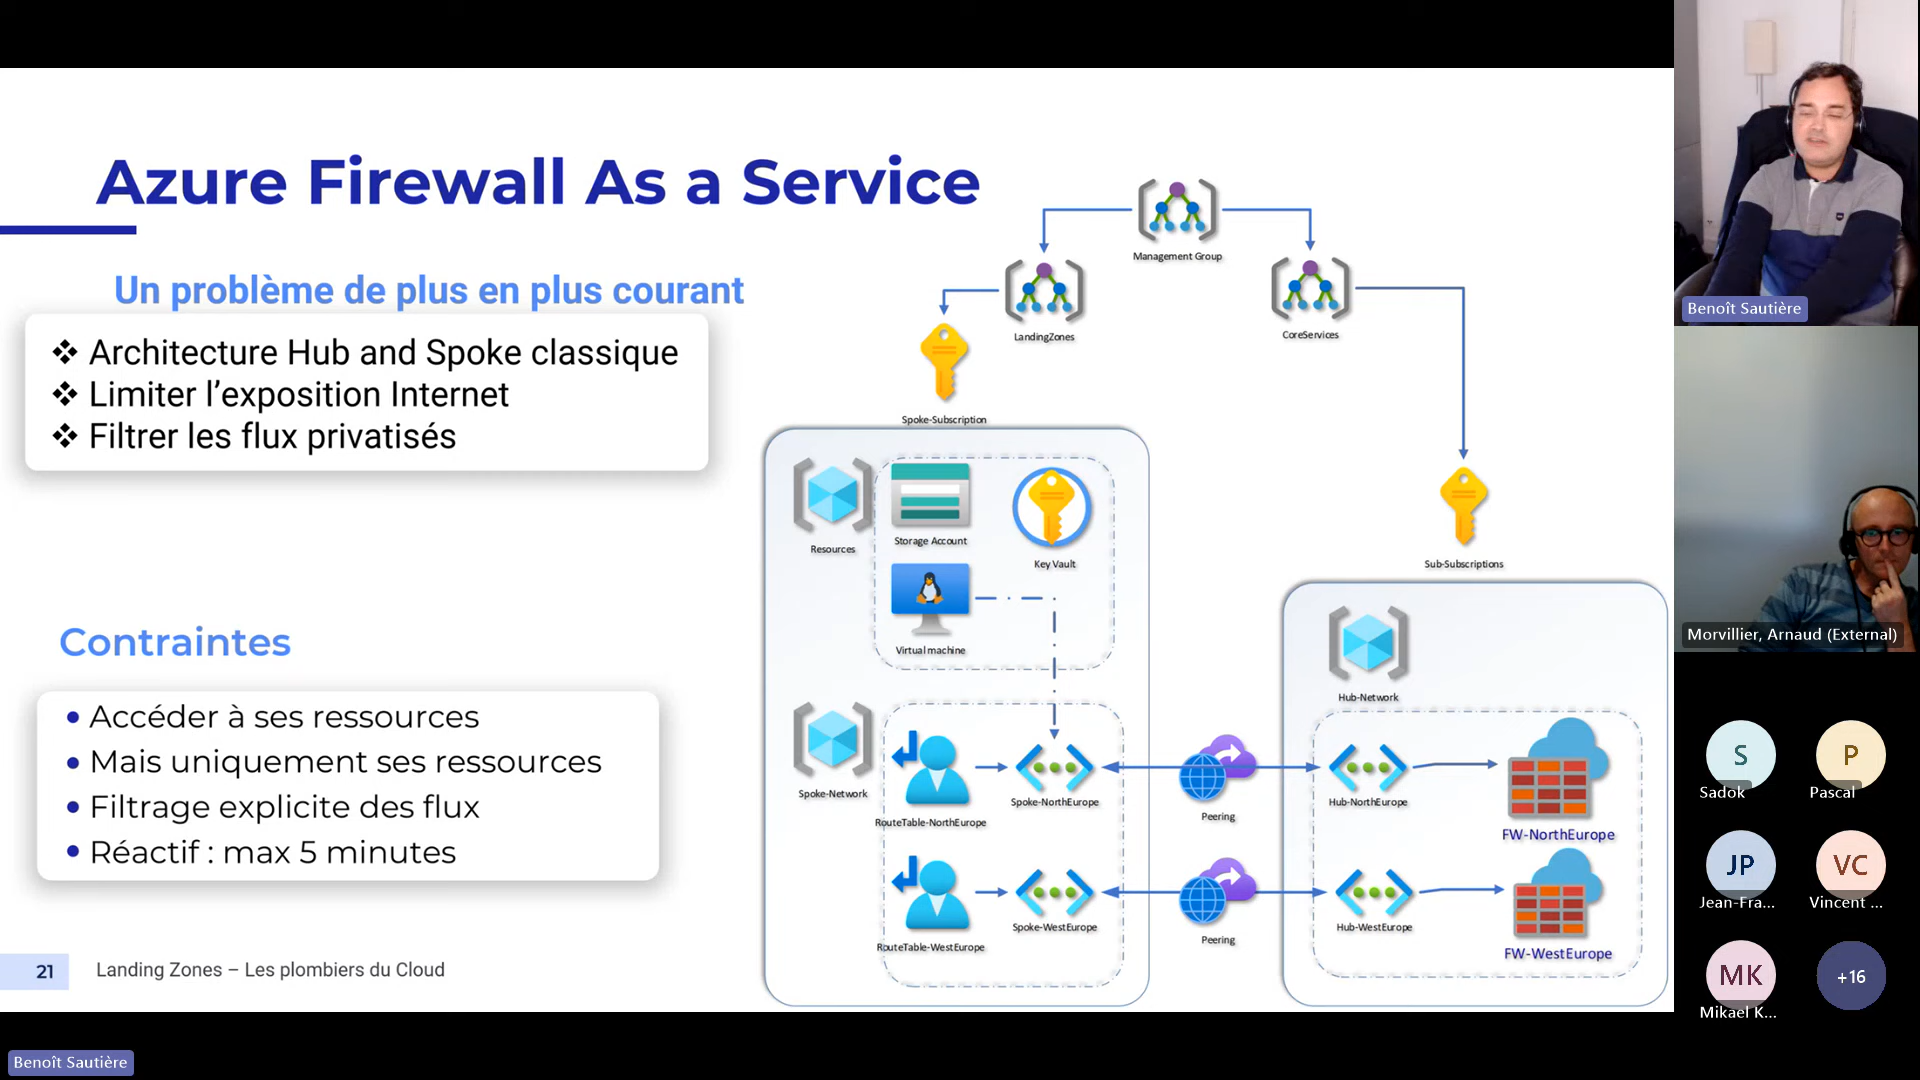 Azure Firewall As a Service
Un problème de plus en plus courant
❖ Architecture Hub and Spoke classique
❖ Limiter l’exposition Internet
❖ Filtrer les flux privatisés
Contraintes
• Accéder à ses ressources
• Mais uniquement ses ressources
• Filtrage explicite des flux
• Réactif : max 5 minutes
21
Landing Zones – Les plombiers du Cloud
Management Group
LandingZones
CoreServices
Spoke-Subscription
Sub-Subscriptions
Resources
Storage Account
Key Vault
Virtual machine
Hub-Network
Spoke-Network
RouteTable-NorthEurope
Spoke-NorthEurope
Peering
Hub-NorthEurope
FW-NorthEurope
RouteTable-WestEurope
Spoke-WestEurope
Peering
Hub-WestEurope
FW-WestEurope
Benoît Sautière
Morvillier, Arnaud (External)
S
Sadok
P
Pascal
JP
Jean-Fra...
VC
Vincent ...
MK
Mikael K...
+16
Benoît Sautière